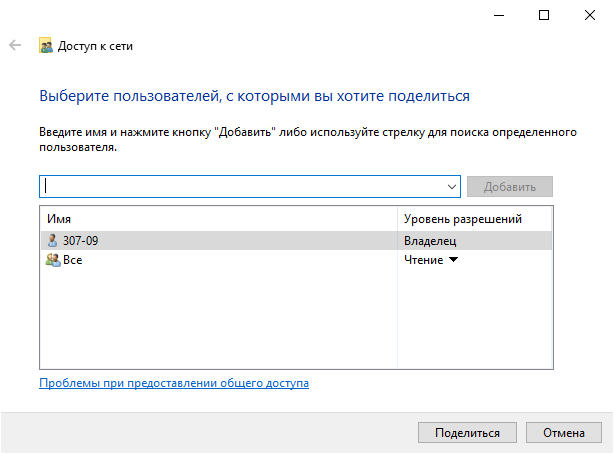 Доступ к сети
Выберите пользователей, с которыми вы хотите поделиться
Введите имя и нажмите кнопку "Добавить" либо используйте стрелку для поиска определенного
пользователя.
Добавить
Имя Уровень разрешений
307-09 Владелец
Все Чтение
Проблемы при предоставлении общего доступа
Поделиться Отмена